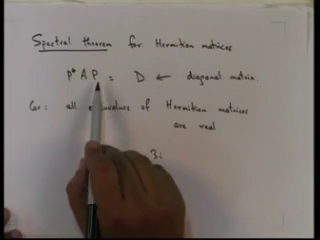 Spectral theorem for Hermitian matrices
P* A P = D ← diagonal matrix
Cor: all eigenvalues of Hermitian matrices
are real